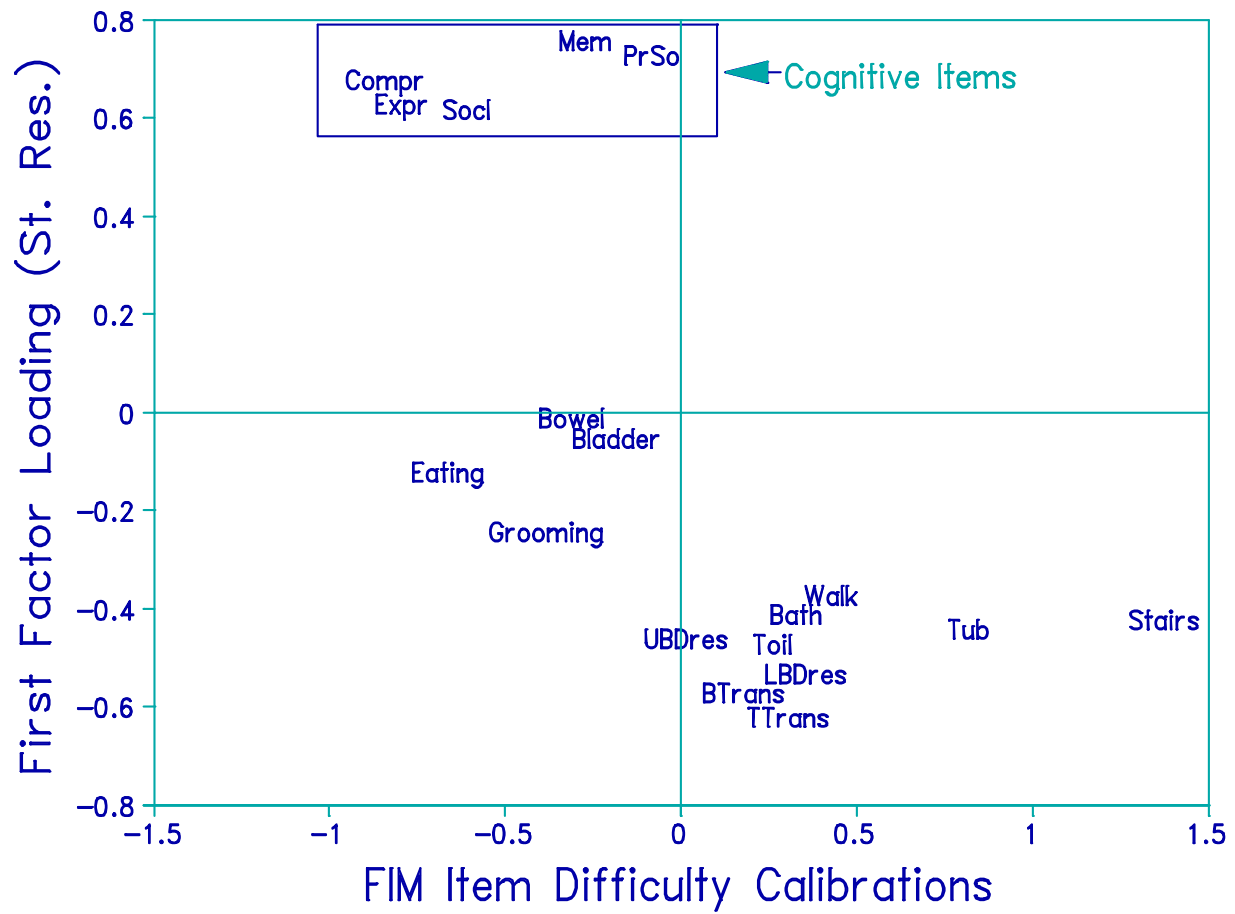 0.8
0.6
0.4
0.2
0
-0.2
-0.4
-0.6
-0.8
First Factor Loading (St. Res.)
Mem
PrSo
Compr
Expr
Socl
Cognitive Items
Bowel
Bladder
Eating
Grooming
Walk
Bath
Stairs
Tub
UBDres
Toil
LBDres
BTrans
TTrans
-1.5
-1
-0.5
0
0.5
1
1.5
FIM Item Difficulty Calibrations